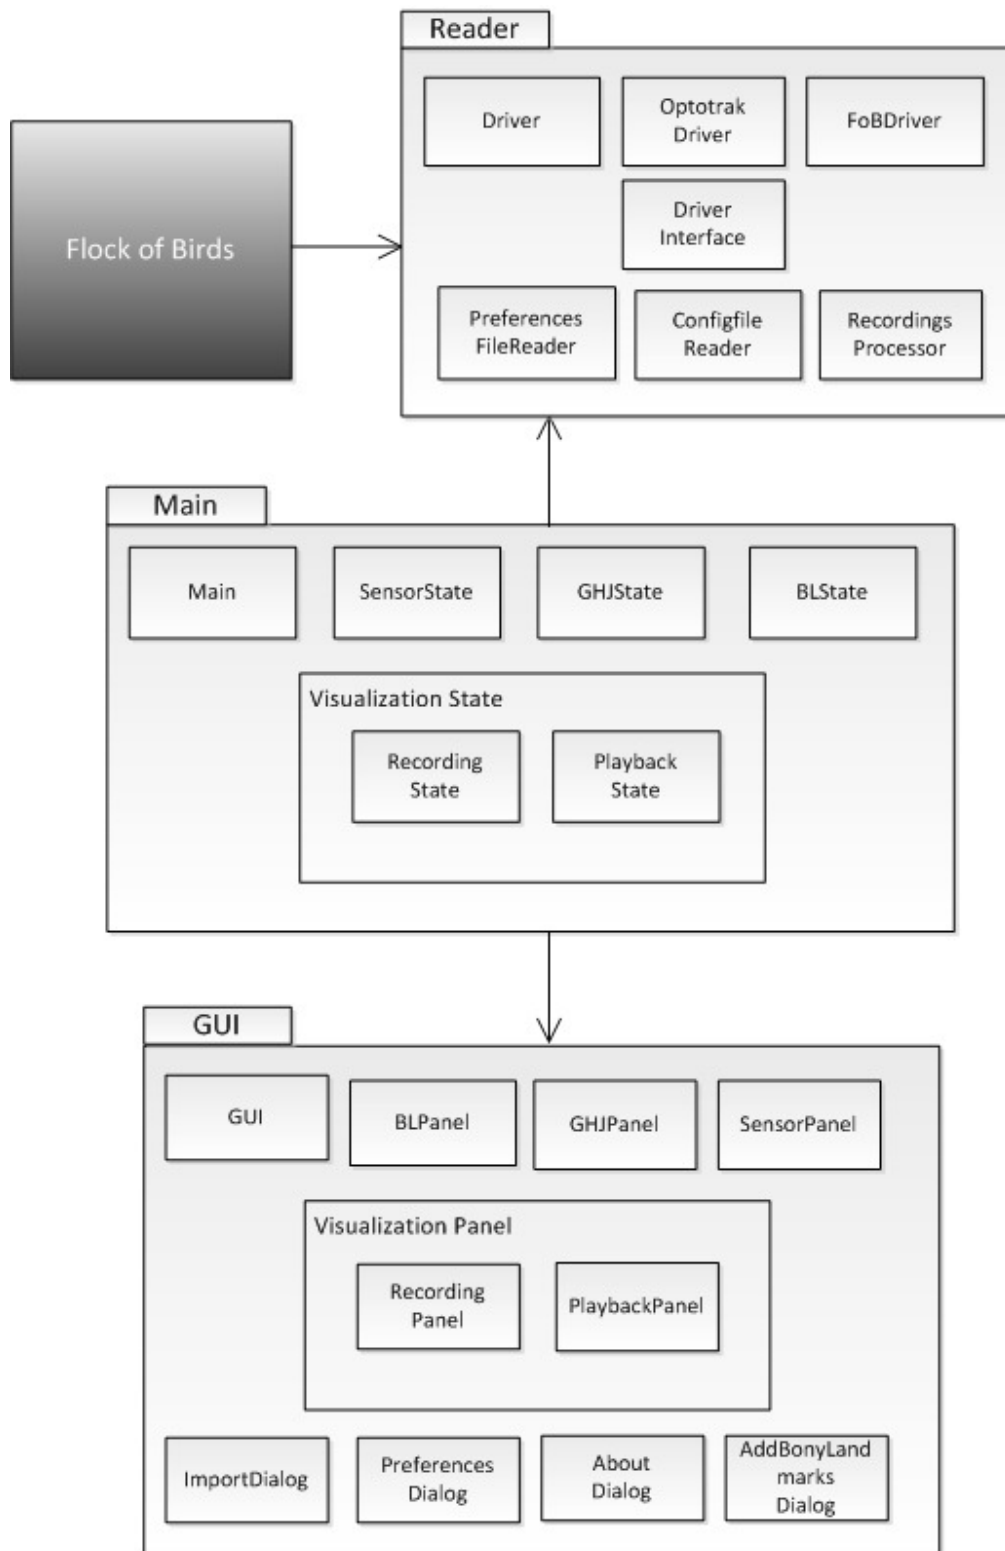 Reader
Driver
Optotrak
Driver
FoBDriver
Flock of Birds
Driver
Interface
Preferences
FileReader
Configfile
Reader
Recordings
Processor
Main
Main
SensorState
GHJState
BLState
Visualization State
Recording
State
Playback
State
GUI
GUI
BLPanel
GHJPanel
SensorPanel
Visualization Panel
Recording
Panel
PlaybackPanel
ImportDialog
Preferences
Dialog
About
Dialog
AddBonyLand
marks
Dialog